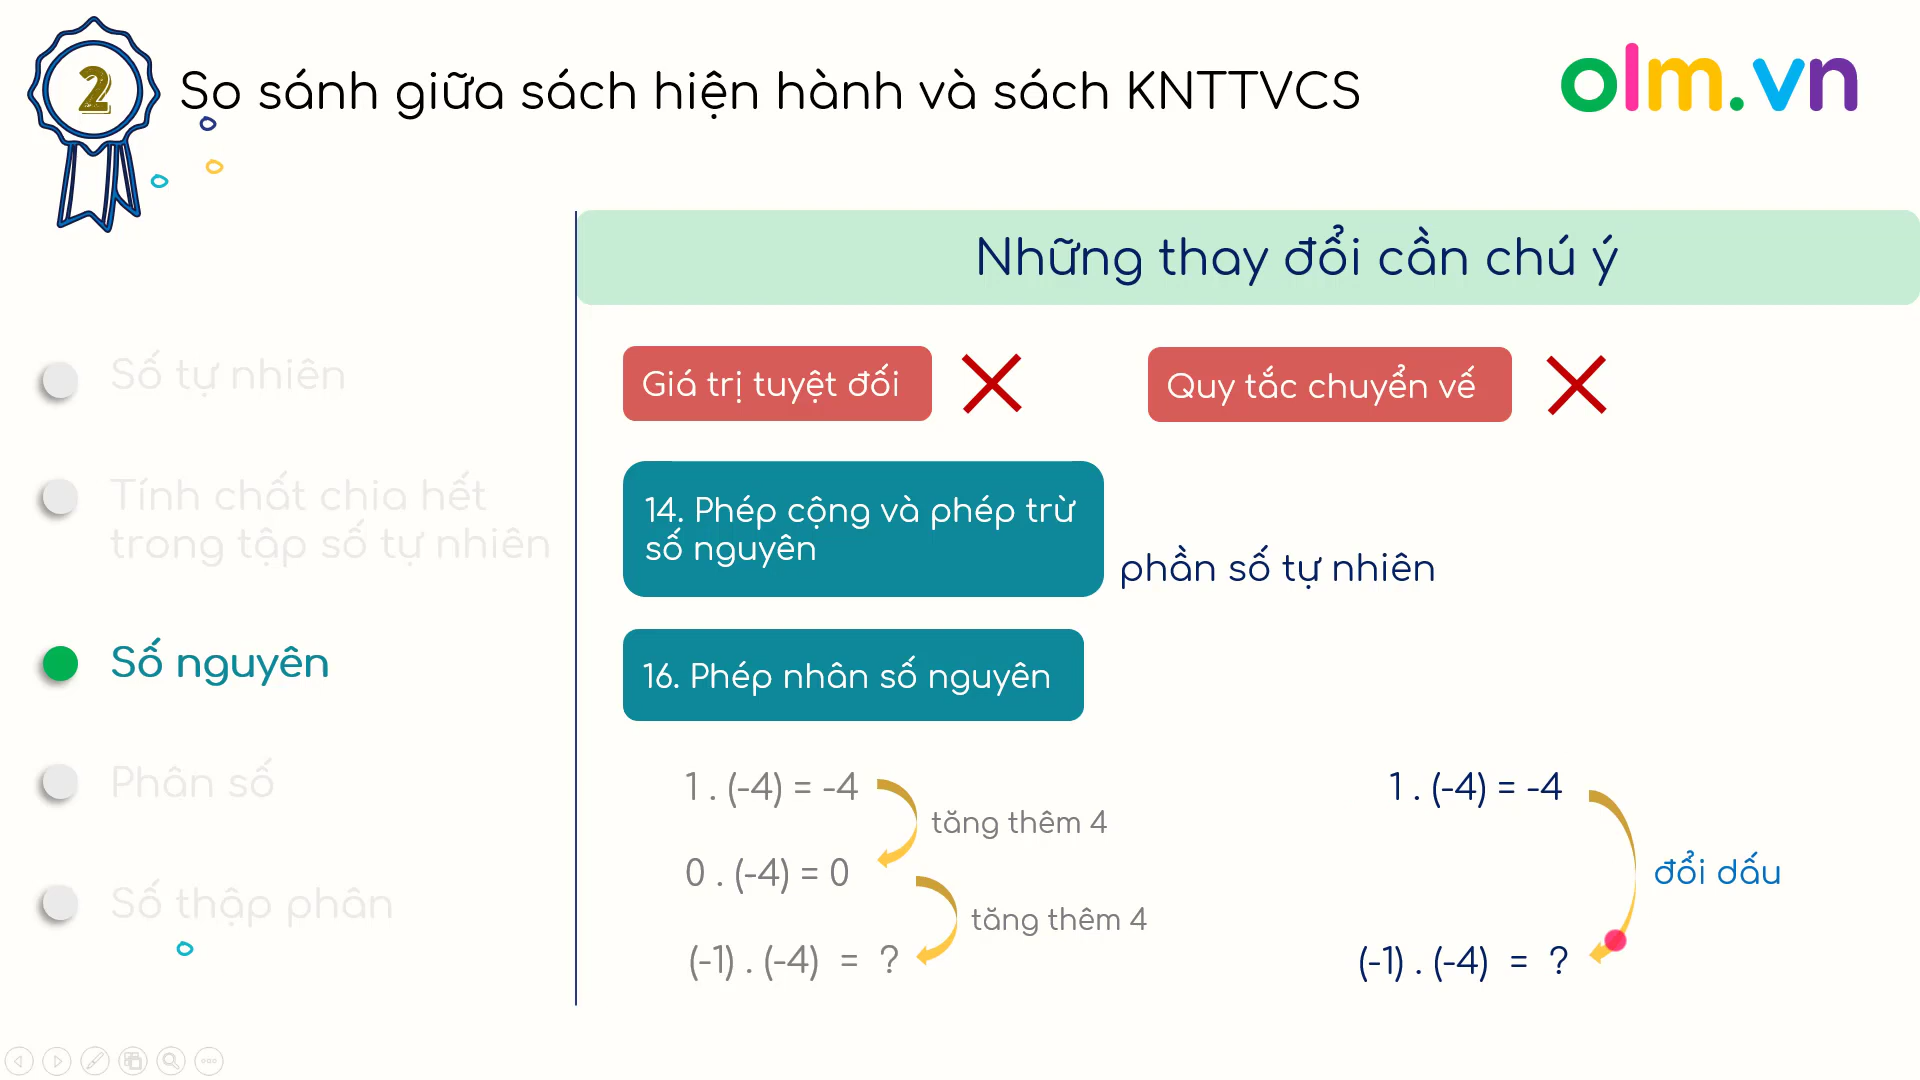 2
So sánh giữa sách hiện hành và sách KNTTVCS
olm.vn
Những thay đổi cần chú ý
Số tự nhiên
Tính chất chia hết
trong tập số tự nhiên
Số nguyên
Phân số
Số thập phân
Giá trị tuyệt đối
Quy tắc chuyển vế
14. Phép cộng và phép trừ
số nguyên
phần số tự nhiên
16. Phép nhân số nguyên
1 . (-4) = -4
tăng thêm 4
0 . (-4) = 0
tăng thêm 4
(-1) . (-4) = ?
1 . (-4) = -4
đổi dấu
(-1) . (-4) = ?